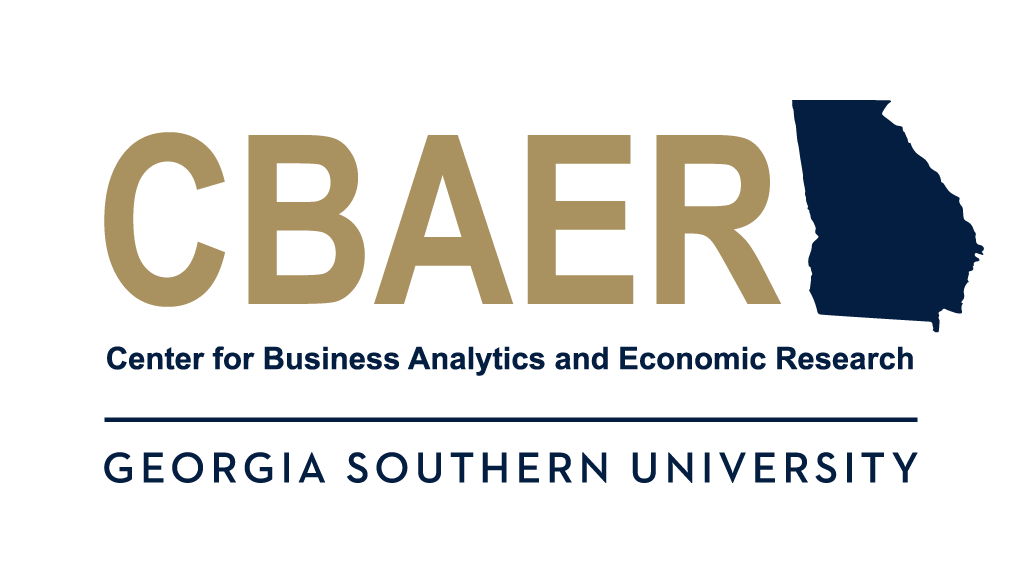 CBAER
Center for Business Analytics and Economic Research
GEORGIA SOUTHERN UNIVERSITY